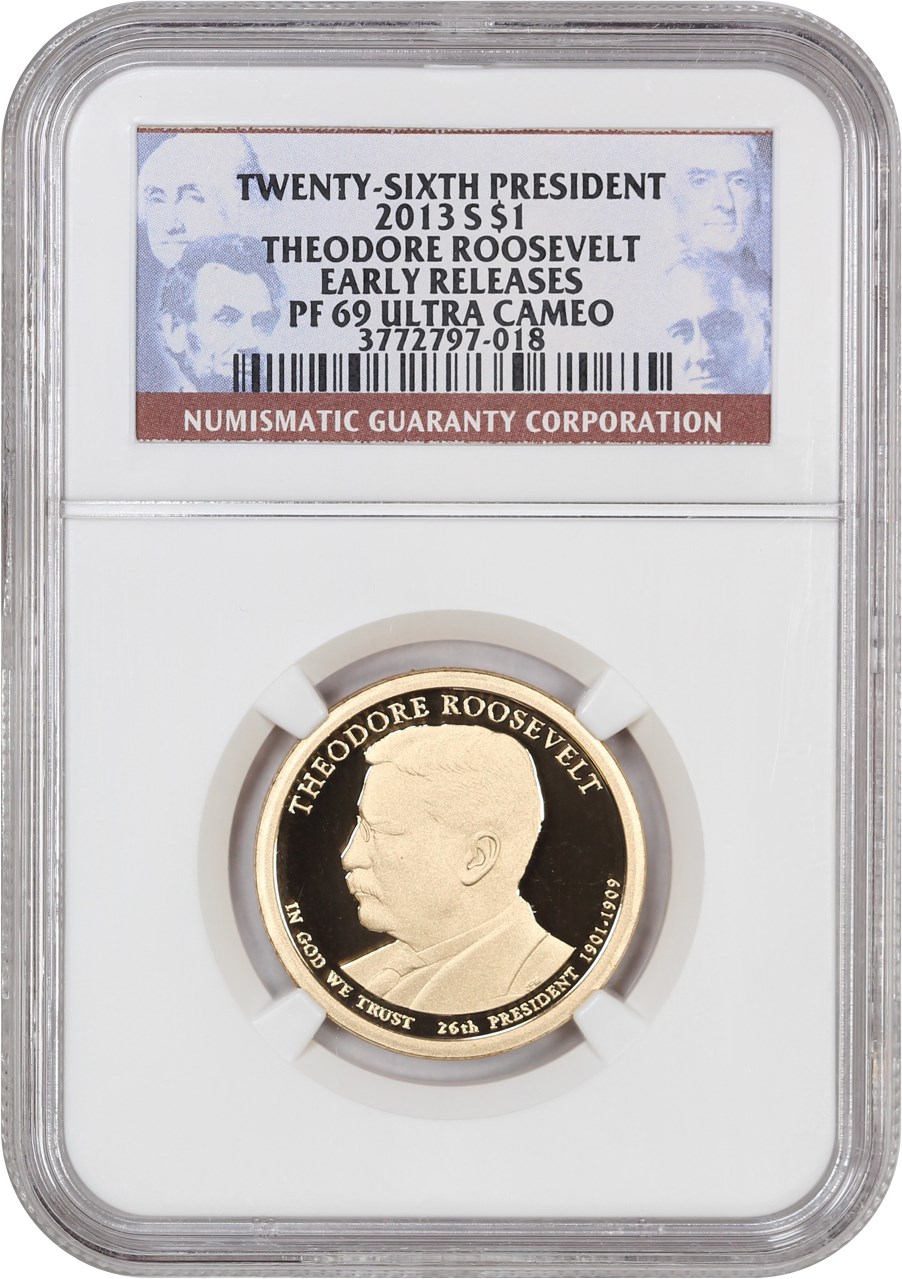 TWENTY-SIXTH PRESIDENT
2013 S $1
THEODORE ROOSEVELT
EARLY RELEASES
PF 69 ULTRA CAMEO
3772797-018
NUMISMATIC GUARANTY CORPORATION
THEODORE ROOSEVELT
IN GOD WE TRUST 26th PRESIDENT 1901-1909